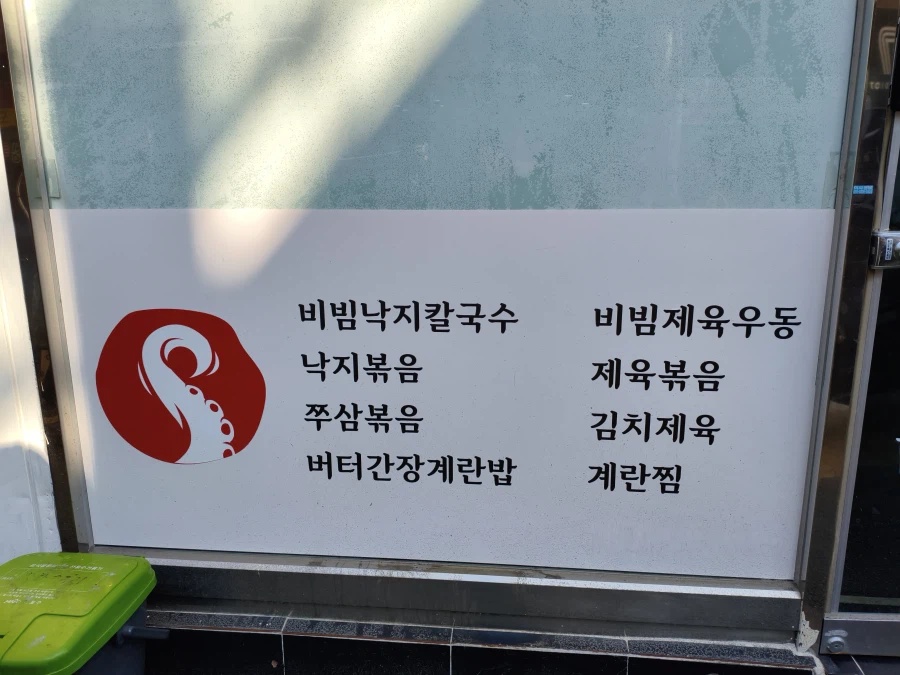 비빔낙지칼국수
낙지볶음
쭈삼볶음
버터간장계란밥
비빔제육우동
제육볶음
김치제육
계란찜